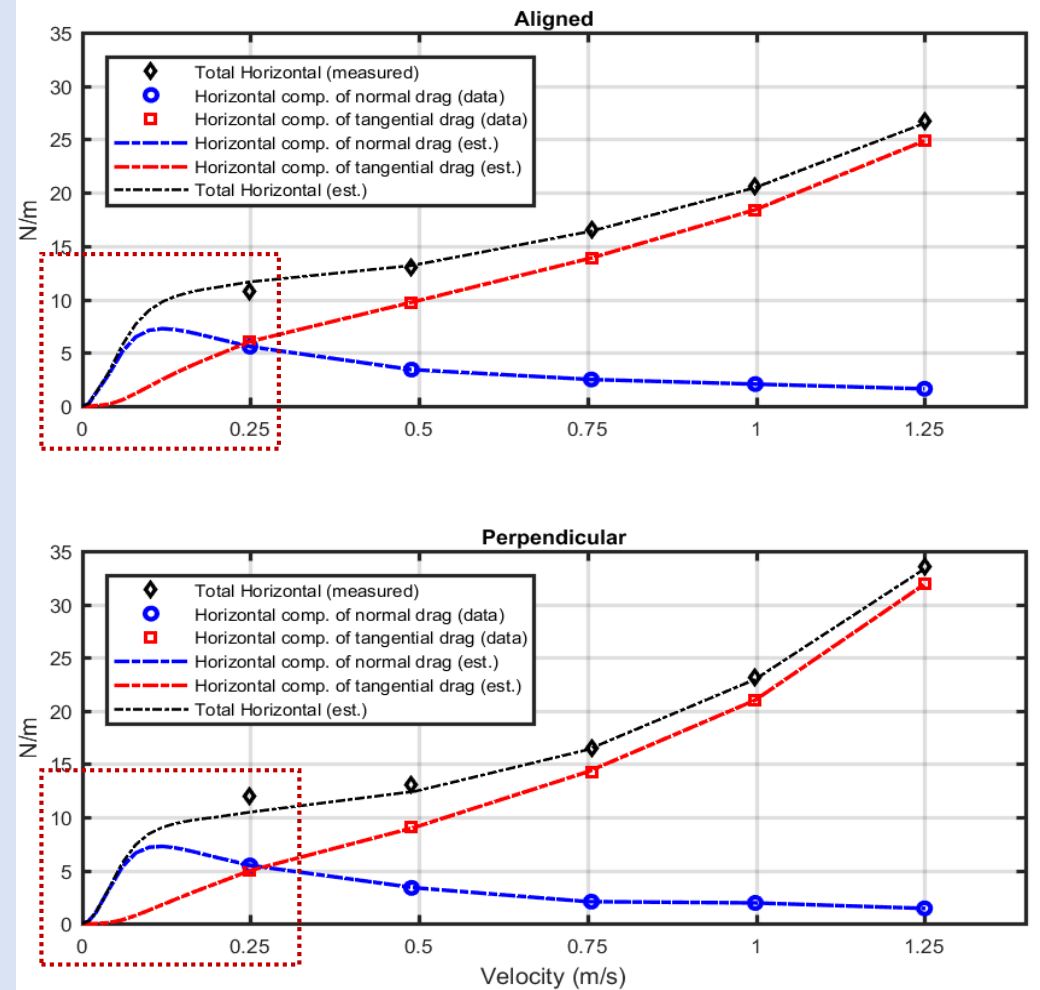 Aligned
35
30
25
20
15
10
5
0
N/m
Total Horizontal (measured)
Horizontal comp. of normal drag (data)
Horizontal comp. of tangential drag (data)
Horizontal comp. of normal drag (est.)
Horizontal comp. of tangential drag (est.)
Total Horizontal (est.)
0 0.25 0.5 0.75 1 1.25
Perpendicular
35
30
25
20
15
10
5
0
N/m
Total Horizontal (measured)
Horizontal comp. of normal drag (data)
Horizontal comp. of tangential drag (data)
Horizontal comp. of normal drag (est.)
Horizontal comp. of tangential drag (est.)
Total Horizontal (est.)
0 0.25 0.5 0.75 1 1.25
Velocity (m/s)